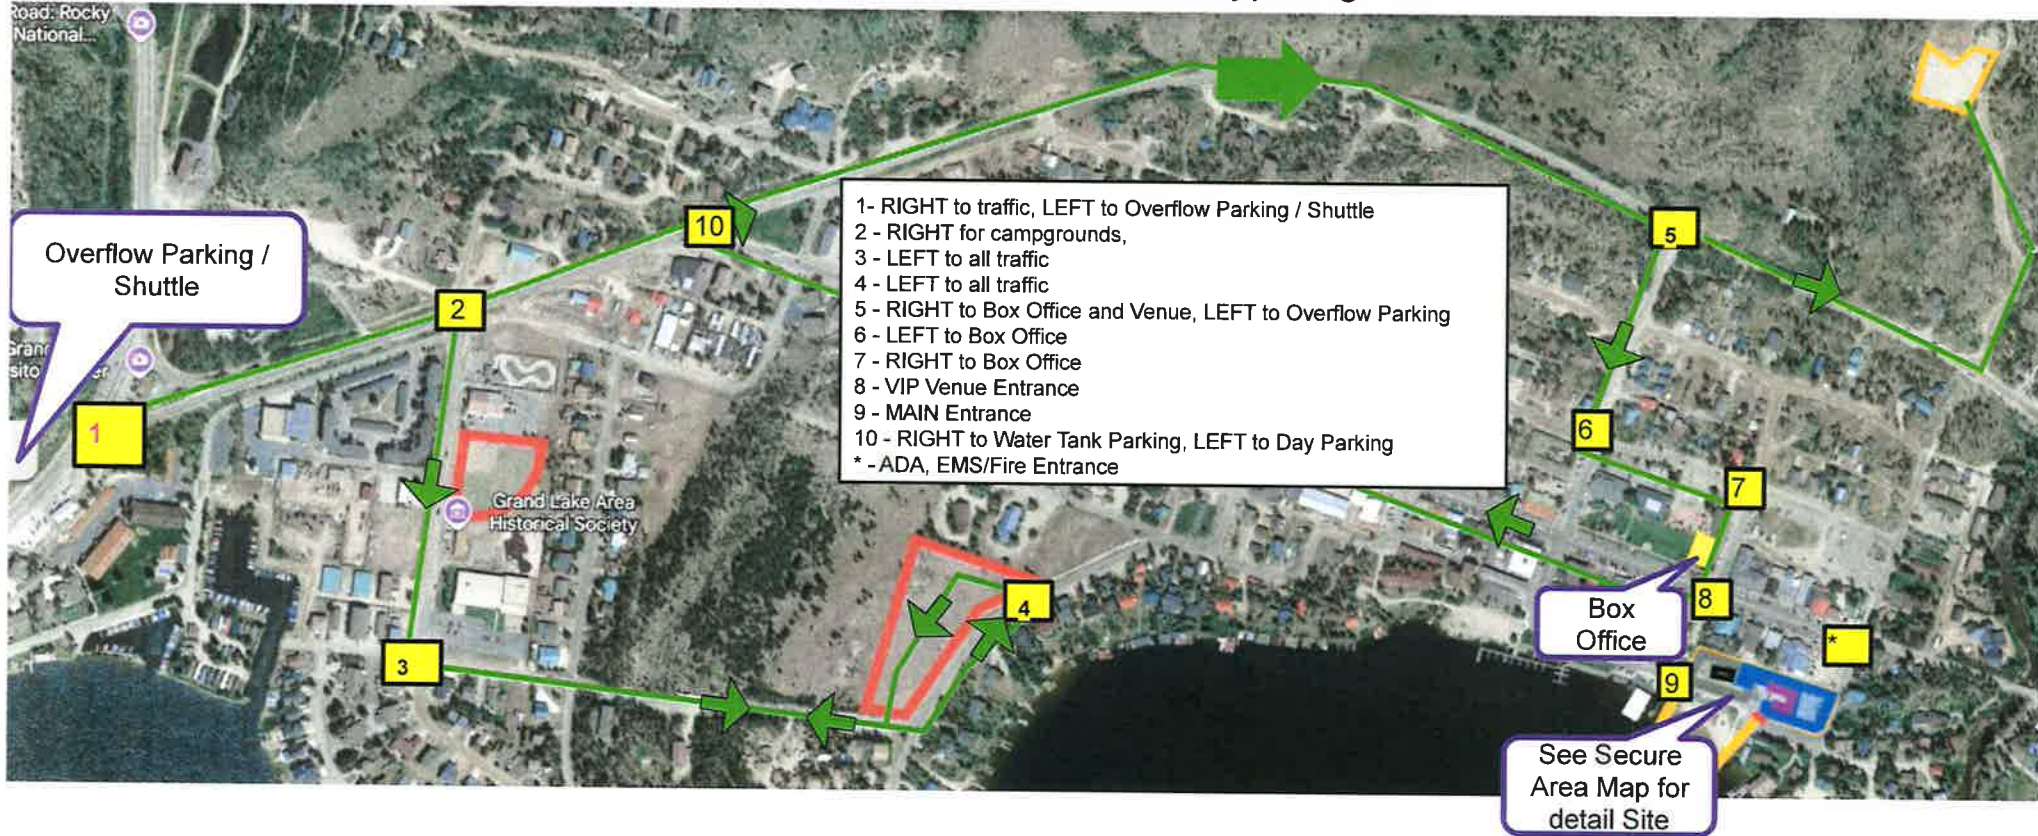 Road: Rocky
National...
10
1- RIGHT to traffic, LEFT to Overflow Parking / Shuttle
2 - RIGHT for campgrounds,
3 - LEFT to all traffic
4 - LEFT to all traffic
5 - RIGHT to Box Office and Venue, LEFT to Overflow Parking
6 - LEFT to Box Office
7 - RIGHT to Box Office
8 - VIP Venue Entrance
9 - MAIN Entrance
10 - RIGHT to Water Tank Parking, LEFT to Day Parking
* - ADA, EMS/Fire Entrance
5
Overflow Parking /
Shuttle
2
1
6
7
Grand Lake Area
Historical Society
4
Box
Office
8
*
3
9
See Secure
Area Map for
detail Site